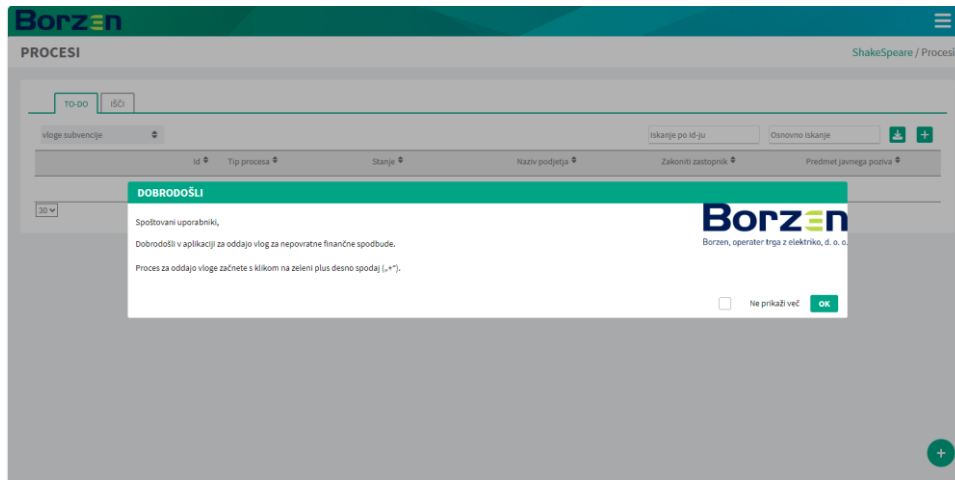 Borzen
PROCESI
ShakeSpeare / Procesi
TO-DO
IŠČI
vloge subvencije
Iskanje po id-ju
Osnovno iskanje
+
Id
Tip procesa
Stanje
Naziv podjetja
Zakoniti zastopnik
Predmet javnega poziva
30
DOBRODOŠLI
Spoštovani uporabniki,
Dobrodošli v aplikaciji za oddajo vlog za nepovratne finančne spodbude.
Proces za oddajo vloge začnete s klikom na zeleni plus desno spodaj („+“).
Borzen
Borzen, operater trga z elektriko, d. o. o.
Ne prikaži več
OK
+